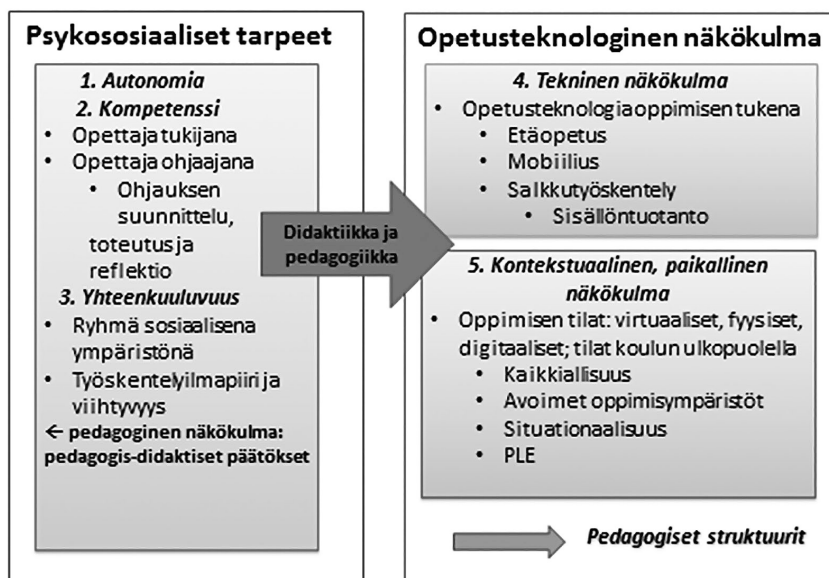 Psykososiaaliset tarpeet
1. Autonomia
2. Kompetenssi
• Opettaja tukijana
• Opettaja ohjaajana
• Ohjauksen
suunnittelu,
toteutus ja
reflektio
3. Yhteenkuuluvuus
• Ryhmä sosiaalisena
ympäristönä
• Työskentelyilmapiiri ja
viihtyvyys
← pedagoginen näkökulma:
pedagogis-didaktiset päätökset
Didaktiikka ja
pedagogiikka
Opetusteknologinen näkökulma
4. Tekninen näkökulma
• Opetusteknologia oppimisen tukena
• Etäopetus
• Mobiilius
• Salkkutyöskentely
• Sisällöntuotanto
5. Kontekstuaalinen, paikallinen
näkökulma
• Oppimisen tilat: virtuaaliset, fyysiset,
digitaaliset; tilat koulun ulkopuolella
• Kaikkiallisuus
• Avoimet oppimisympäristöt
• Situationaalisuus
• PLE
Pedagogiset struktuurit